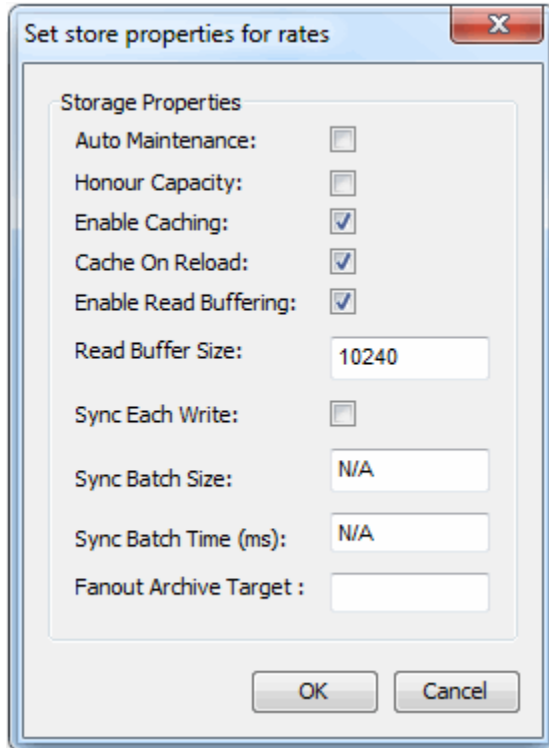 Set store properties for rates
Storage Properties
Auto Maintenance:
Honour Capacity:
Enable Caching:
Cache On Reload:
Enable Read Buffering:
Read Buffer Size: 10240
Sync Each Write:
Sync Batch Size: N/A
Sync Batch Time (ms): N/A
Fanout Archive Target :
OK Cancel